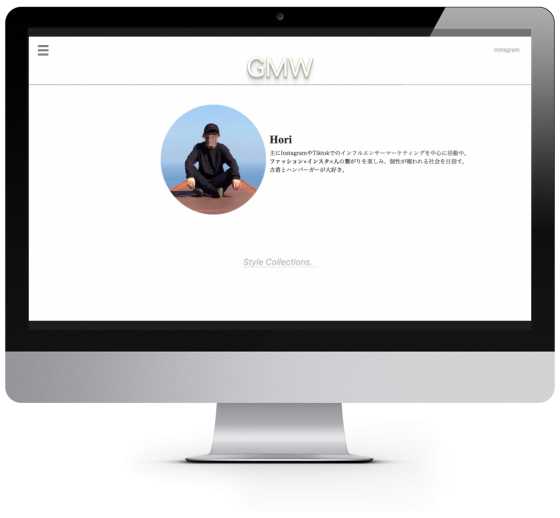 Instagram
GMW
Hori
主にInstagramやTiktokでのインフルエンサーマーケティングを中心に活動中。
ファッション×インスタ×人の繋がりを楽しみ、個性が報われる社会を目指す。
古着とハンバーガーが大好き。
Style Collections.